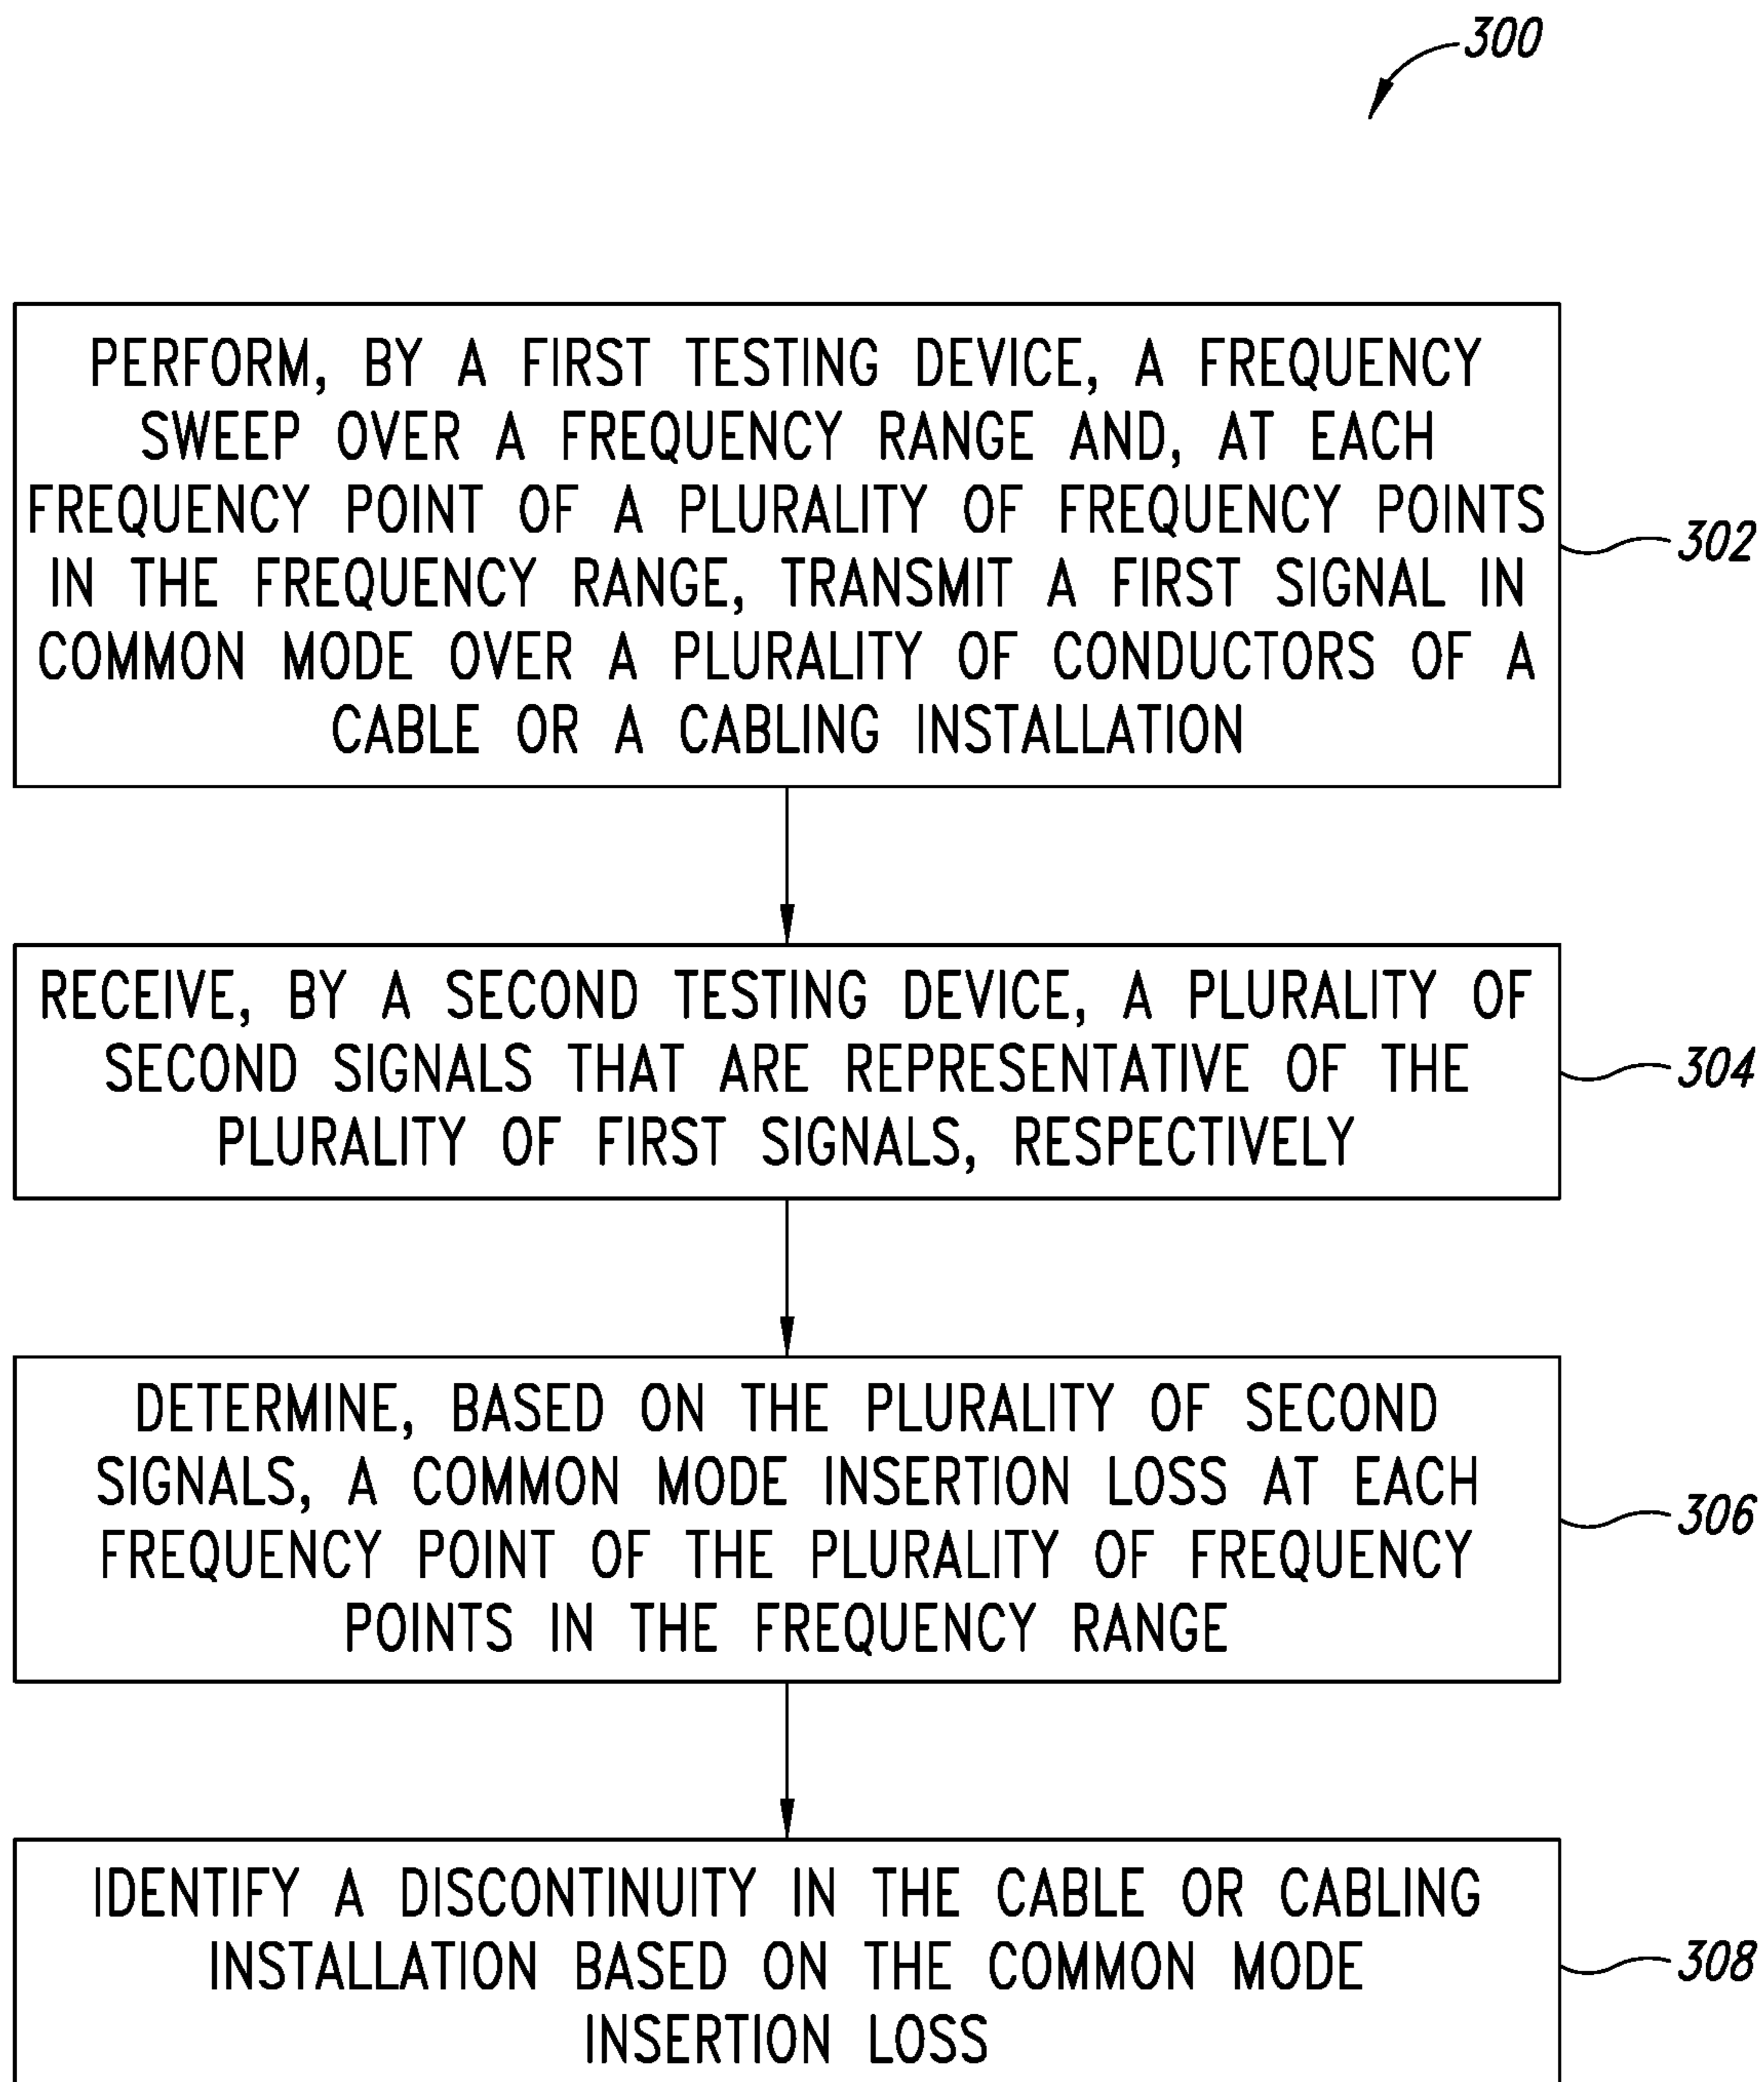 300
PERFORM, BY A FIRST TESTING DEVICE, A FREQUENCY
SWEEP OVER A FREQUENCY RANGE AND, AT EACH
FREQUENCY POINT OF A PLURALITY OF FREQUENCY POINTS
IN THE FREQUENCY RANGE, TRANSMIT A FIRST SIGNAL IN
COMMON MODE OVER A PLURALITY OF CONDUCTORS OF A
CABLE OR A CABLING INSTALLATION
302
RECEIVE, BY A SECOND TESTING DEVICE, A PLURALITY OF
SECOND SIGNALS THAT ARE REPRESENTATIVE OF THE
PLURALITY OF FIRST SIGNALS, RESPECTIVELY
304
DETERMINE, BASED ON THE PLURALITY OF SECOND
SIGNALS, A COMMON MODE INSERTION LOSS AT EACH
FREQUENCY POINT OF THE PLURALITY OF FREQUENCY
POINTS IN THE FREQUENCY RANGE
306
IDENTIFY A DISCONTINUITY IN THE CABLE OR CABLING
INSTALLATION BASED ON THE COMMON MODE
INSERTION LOSS
308